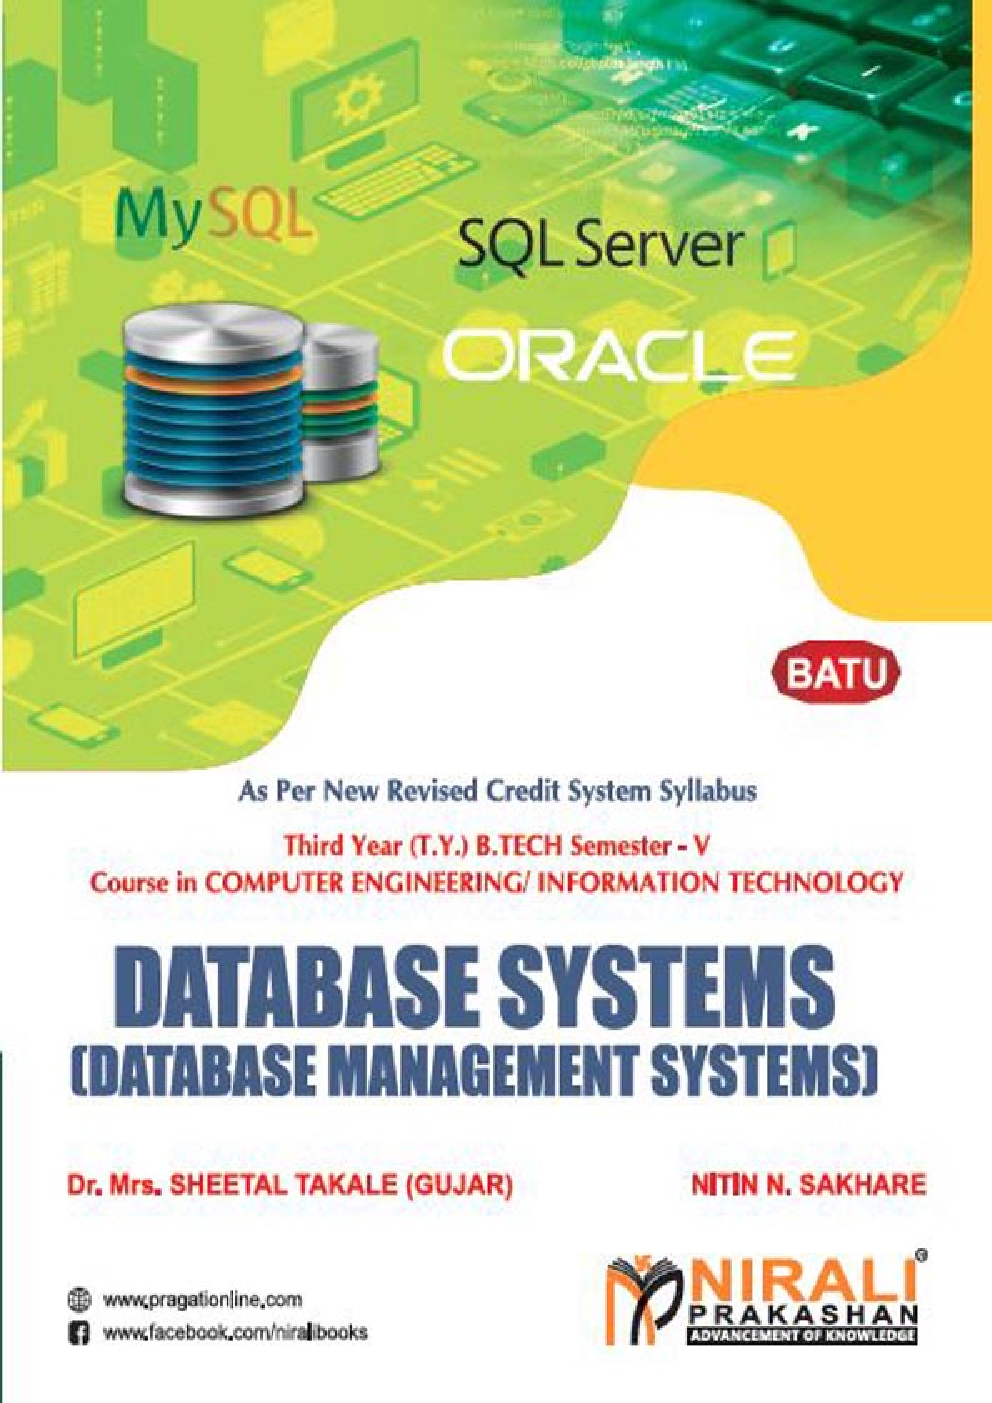 MySQL
SQL Server
ORACLE
BATU
As Per New Revised Credit System Syllabus
Third Year (T.Y.) B.TECH Semester - V
Course in COMPUTER ENGINEERING/ INFORMATION TECHNOLOGY
DATABASE SYSTEMS
(DATABASE MANAGEMENT SYSTEMS)
Dr. Mrs. SHEETAL TAKALE (GUJAR) NITIN N. SAKHARE
www.pragationline.com
www.facebook.com/niralibooks
NIRALI
PRAKASHAN
ADVANCEMENT OF KNOWLEDGE